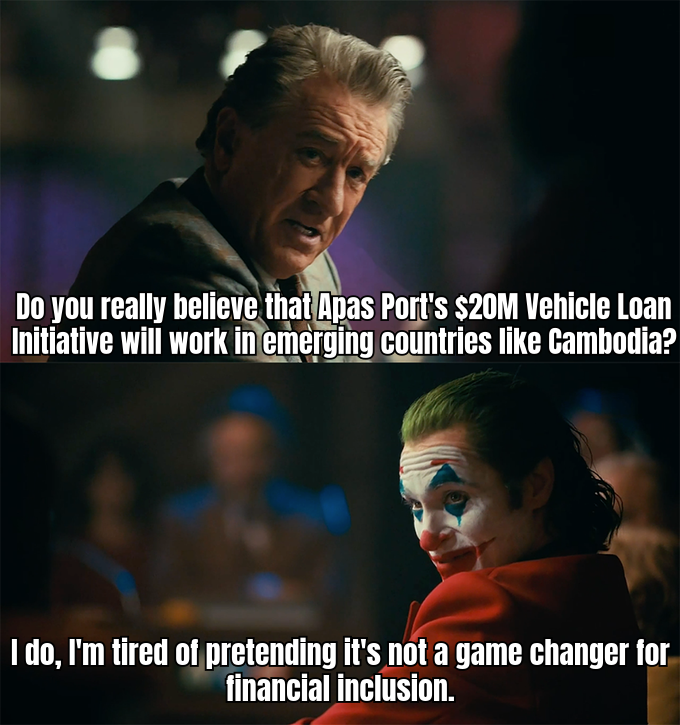 Do you really believe that Apas Port's $20M Vehicle Loan
Initiative will work in emerging countries like Cambodia?
I do, I'm tired of pretending it's not a game changer for
financial inclusion.